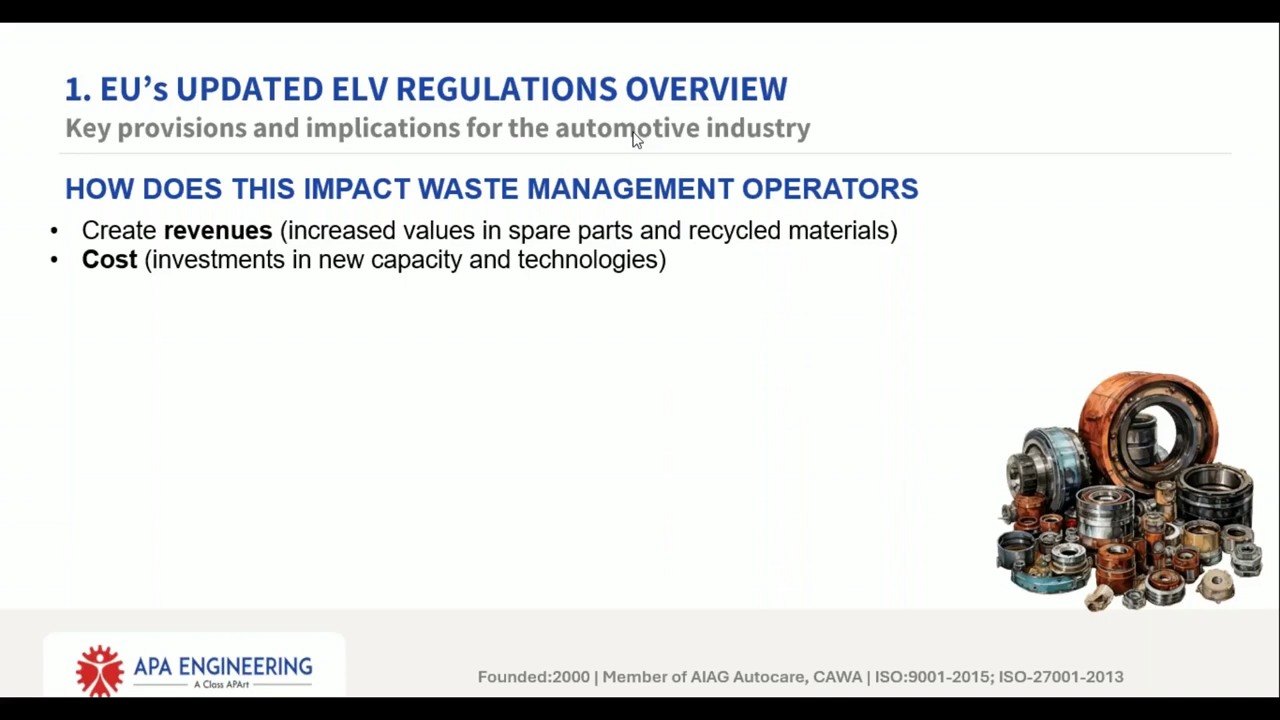 1. EU’s UPDATED ELV REGULATIONS OVERVIEW
Key provisions and implications for the automotive industry
HOW DOES THIS IMPACT WASTE MANAGEMENT OPERATORS
• Create revenues (increased values in spare parts and recycled materials)
• Cost (investments in new capacity and technologies)
APA ENGINEERING
A Class APArt
Founded:2000 | Member of AIAG Autocare, CAWA | ISO:9001-2015; ISO-27001-2013